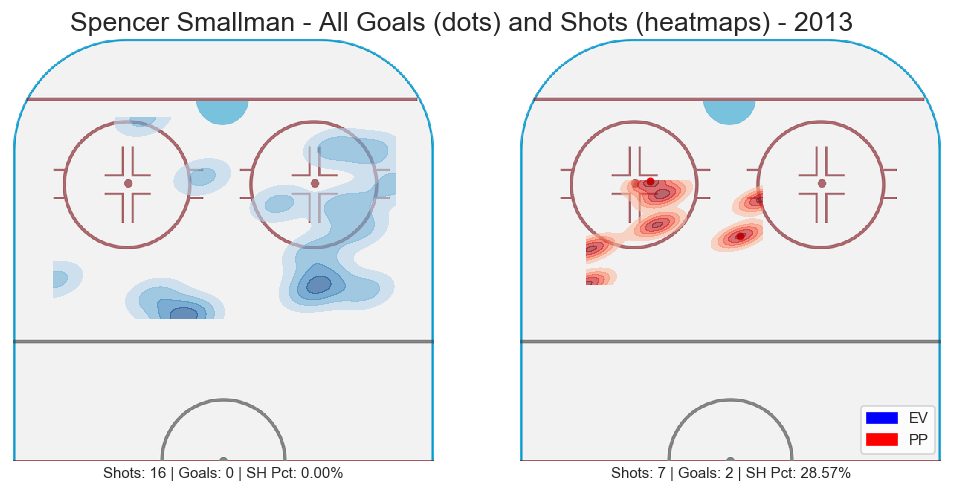 Spencer Smallman - All Goals (dots) and Shots (heatmaps) - 2013
EV
PP
Shots: 16 | Goals: 0 | SH Pct: 0.00%
Shots: 7 | Goals: 2 | SH Pct: 28.57%